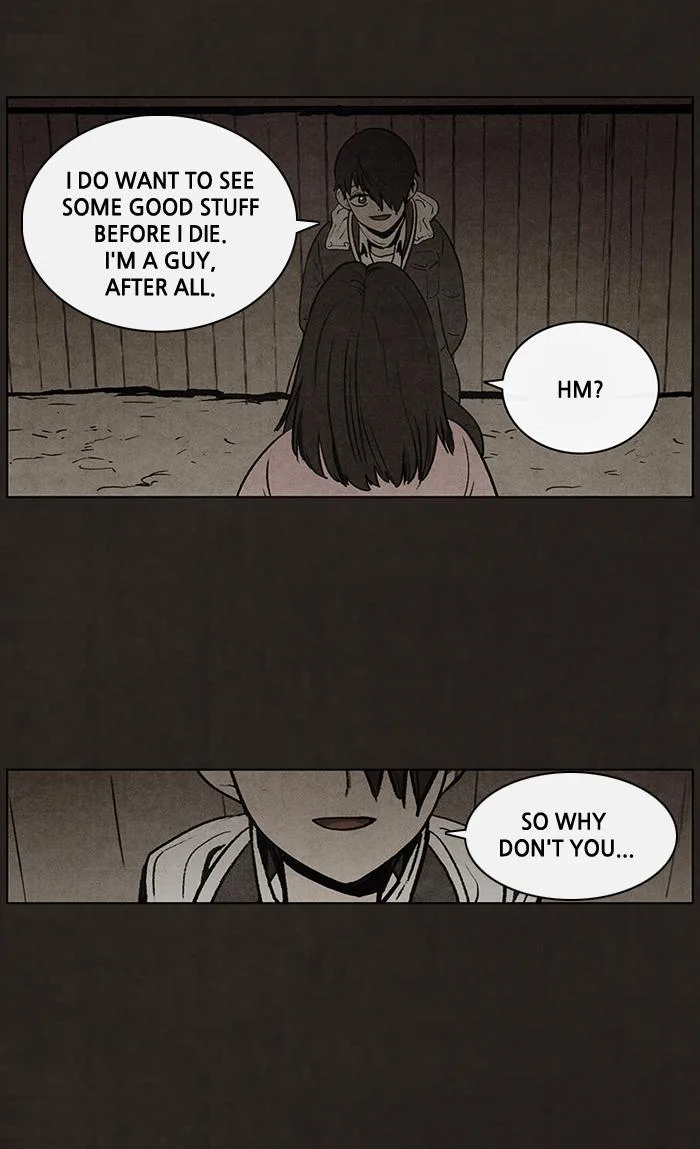 I DO WANT TO SEE
SOME GOOD STUFF
BEFORE I DIE.
I'M A GUY,
AFTER ALL.
HM?
SO WHY
DON'T YOU...